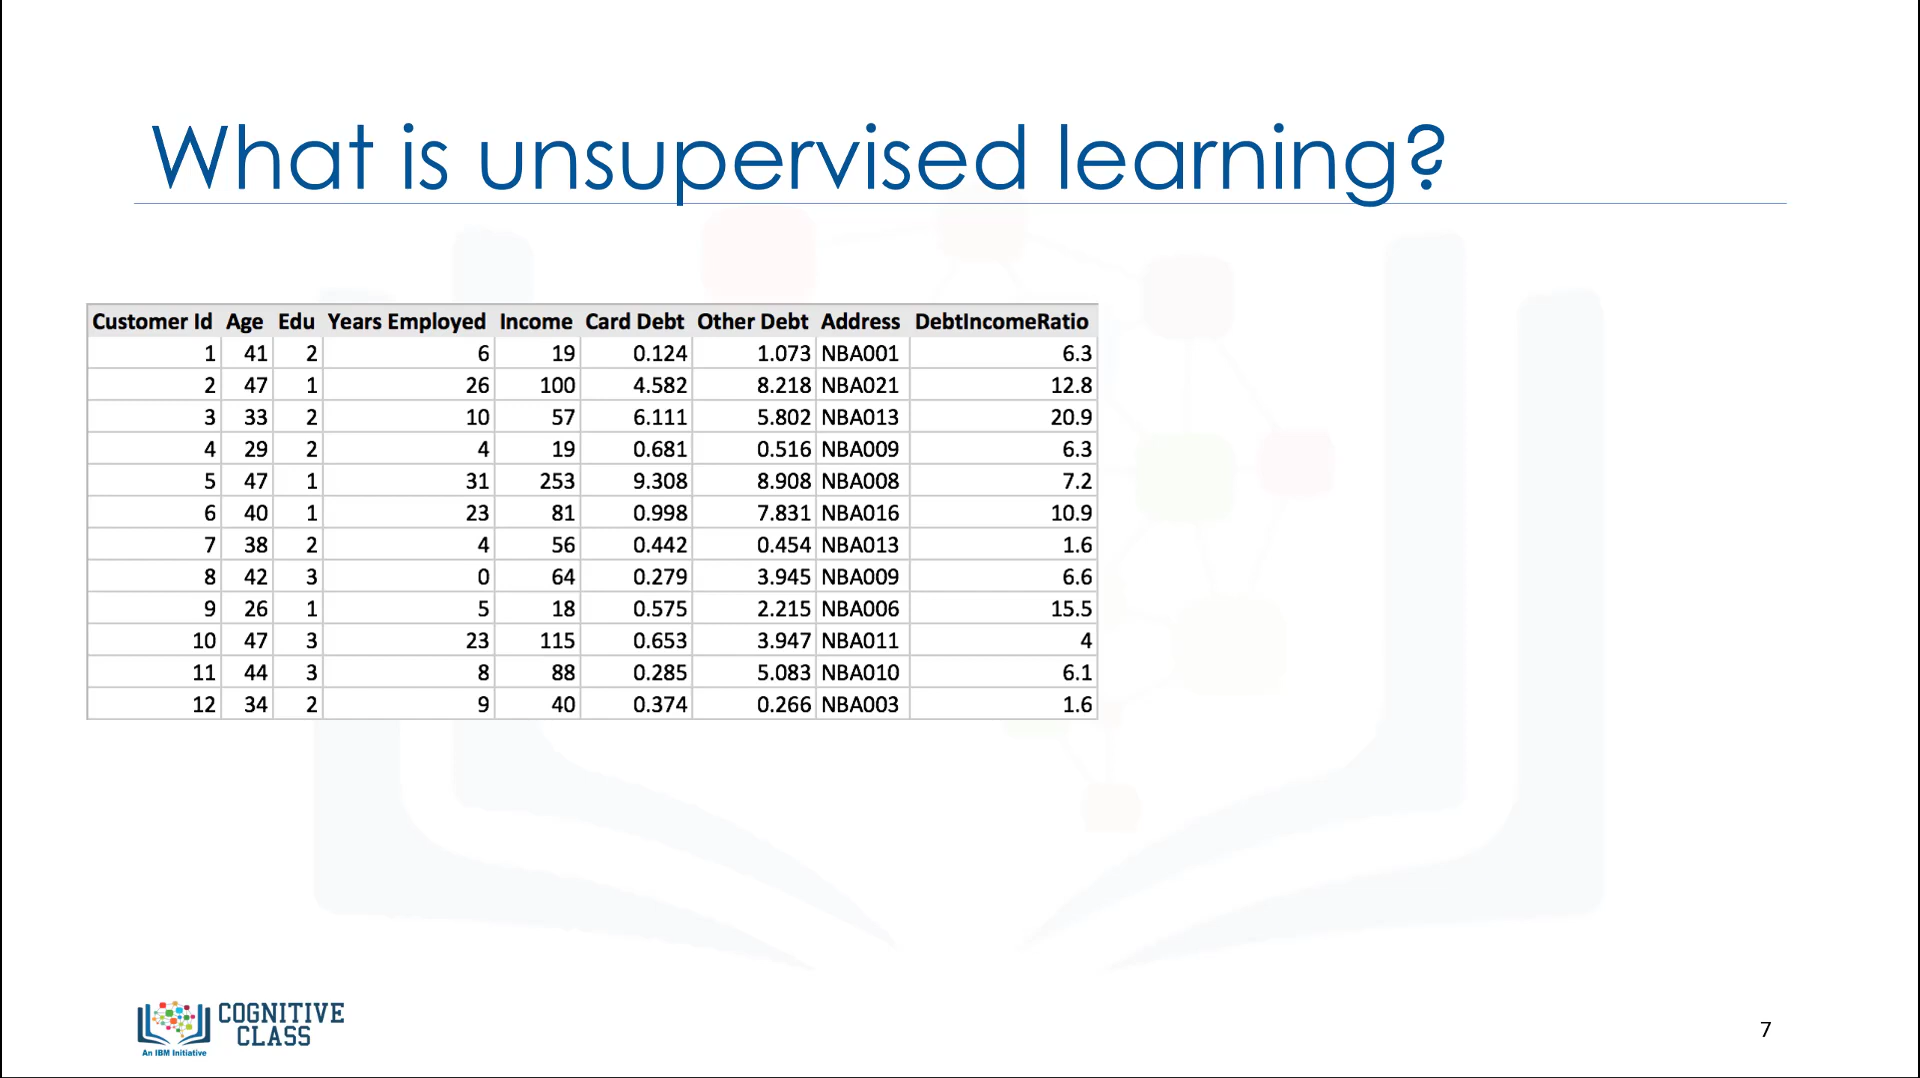 What is unsupervised learning?
Customer Id Age Edu Years Employed Income Card Debt Other Debt Address DebtIncomeRatio
1 41 2 6 19 0.124 1.073 NBA001 6.3
2 47 1 26 100 4.582 8.218 NBA021 12.8
3 33 2 10 57 6.111 5.802 NBA013 20.9
4 29 2 4 19 0.681 0.516 NBA009 6.3
5 47 1 31 253 9.308 8.908 NBA008 7.2
6 40 1 23 81 0.998 7.831 NBA016 10.9
7 38 2 4 56 0.442 0.454 NBA013 1.6
8 42 3 0 64 0.279 3.945 NBA009 6.6
9 26 1 5 18 0.575 2.215 NBA006 15.5
10 47 3 23 115 0.653 3.947 NBA011 4
11 44 3 8 88 0.285 5.083 NBA010 6.1
12 34 2 9 40 0.374 0.266 NBA003 1.6
COGNITIVE
CLASS
An IBM Initiative
7